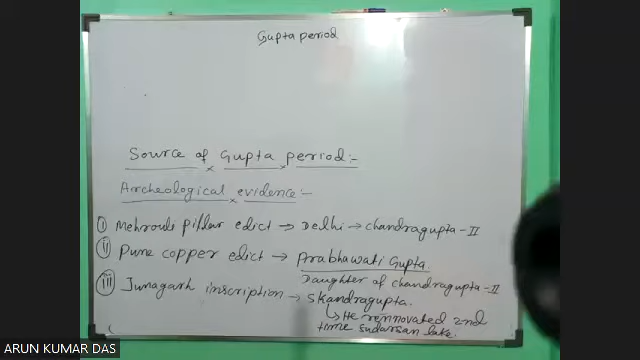 Gupta period
Source of Gupta period:-
Archeological evidence:-
(i) Mehrouli pillar edict → Delhi → chandragupta-II
(ii) Pune copper edict → Prabhawati Gupta.
Daughter of chandragupta-II
(iii) Junagarh inscription → Skandragupta.
↳ He rennovated 2nd
time sudarsan lake.
ARUN KUMAR DAS